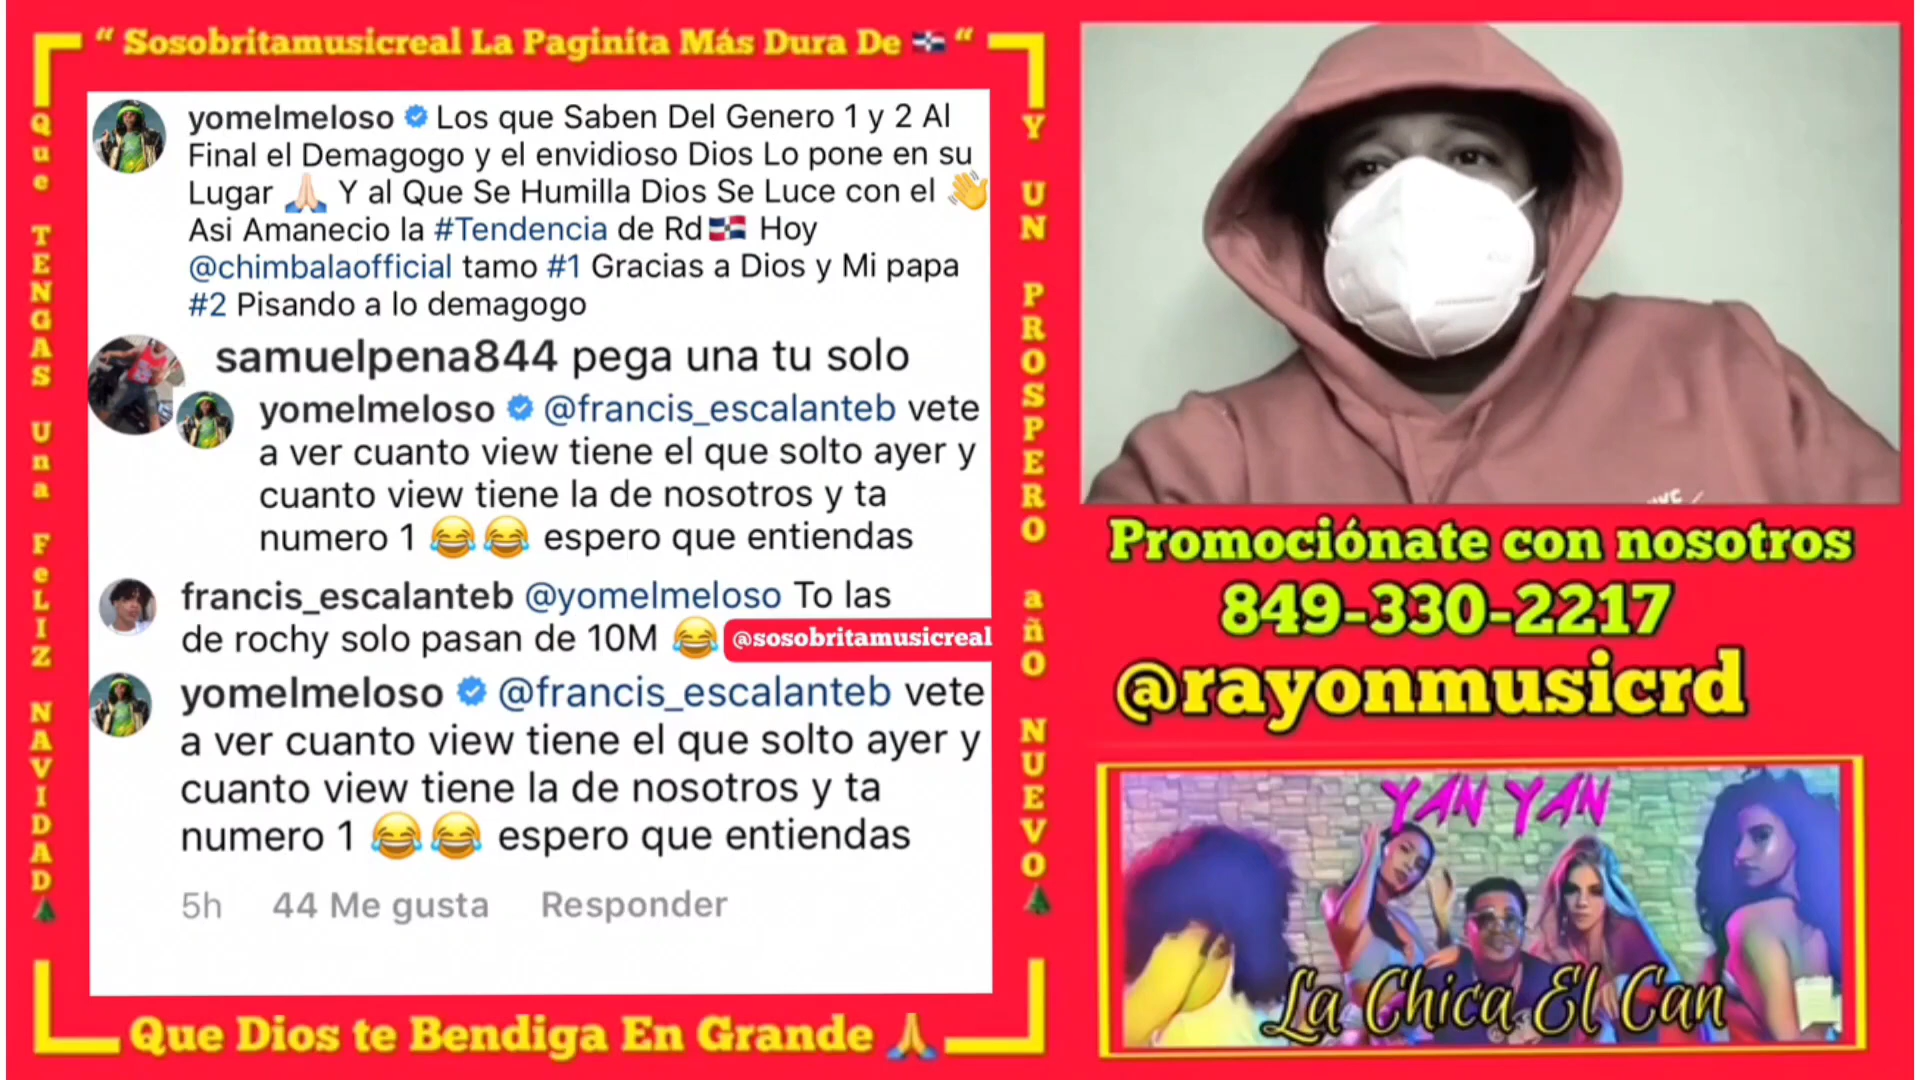 “ Sosobritamusicreal La Paginita Más Dura De 🇩🇴 “
Que TENGAS Una FeLIZ NAVIDAD🎄
yomelmeloso Los que Saben Del Genero 1 y 2 Al
Final el Demagogo y el envidioso Dios Lo pone en su
Lugar 🙏🏻 Y al Que Se Humilla Dios Se Luce con el 👋
Asi Amanecio la #Tendencia de Rd🇩🇴 Hoy
@chimbalaofficial tamo #1 Gracias a Dios y Mi papa
#2 Pisando a lo demagogo
samuelpena844 pega una tu solo
yomelmeloso @francis_escalanteb vete
a ver cuanto view tiene el que solto ayer y
cuanto view tiene la de nosotros y ta
numero 1 😂😂 espero que entiendas
francis_escalanteb @yomelmeloso To las
de rochy solo pasan de 10M 😂 @sosobritamusicreal
yomelmeloso @francis_escalanteb vete
a ver cuanto view tiene el que solto ayer y
cuanto view tiene la de nosotros y ta
numero 1 😂😂 espero que entiendas
5h 44 Me gusta Responder
Y UN PROSPERO año NUEVO🎄
Que Dios te Bendiga En Grande 🙏
Promociónate con nosotros
849-330-2217
@rayonmusicrd
YAN YAN
La Chica El Can